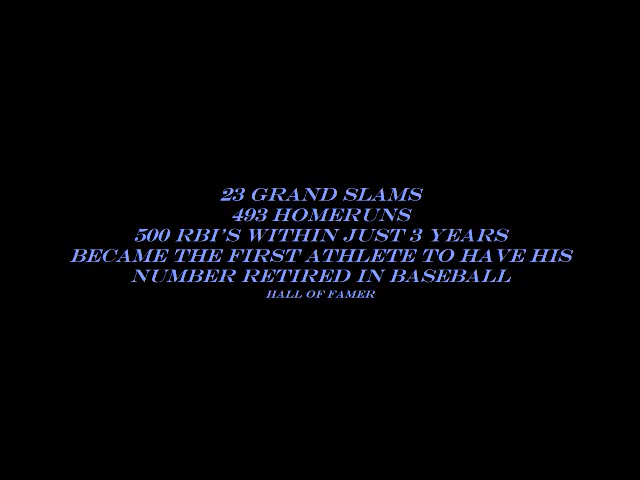 23 GRAND SLAMS
493 HOMERUNS
500 RBI'S WITHIN JUST 3 YEARS
BECAME THE FIRST ATHLETE TO HAVE HIS
NUMBER RETIRED IN BASEBALL
HALL OF FAMER